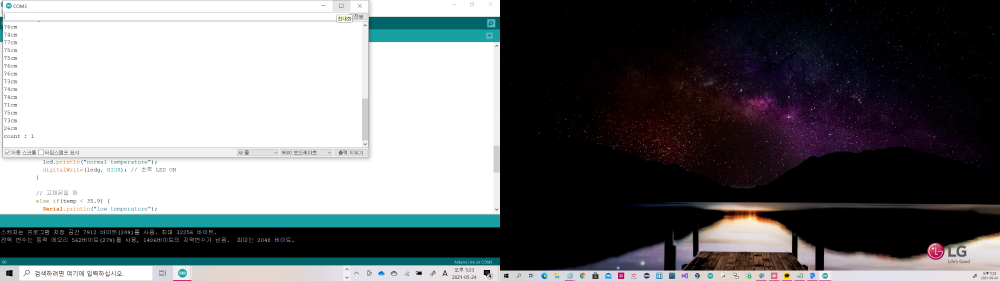 COM3
전송
최대화
76cm
74cm
77cm
75cm
75cm
76cm
76cm
73cm
74cm
74cm
71cm
75cm
73cm
26cm
count : 1
자동 스크롤 타임스탬프 표시 새 줄 9600 보드레이트 출력 지우기
lcd.println("normal temperature");
digitalWrite(ledg, HIGH); // 초록 LED ON
}
// 고체온일 때
else if(temp < 35.9) {
Serial.println("low temperature");
스케치는 프로그램 저장 공간 7912 바이트(24%)를 사용. 최대 32256 바이트.
전역 변수는 동적 메모리 562바이트(27%)를 사용, 1486바이트의 지역변수가 남음.  최대는 2048 바이트.
88 Arduino Uno on COM3
검색하려면 여기에 입력하십시오.
A
오후 5:23
2021-05-24
4
LG
Life's Good
오후 5:23
2021-05-24